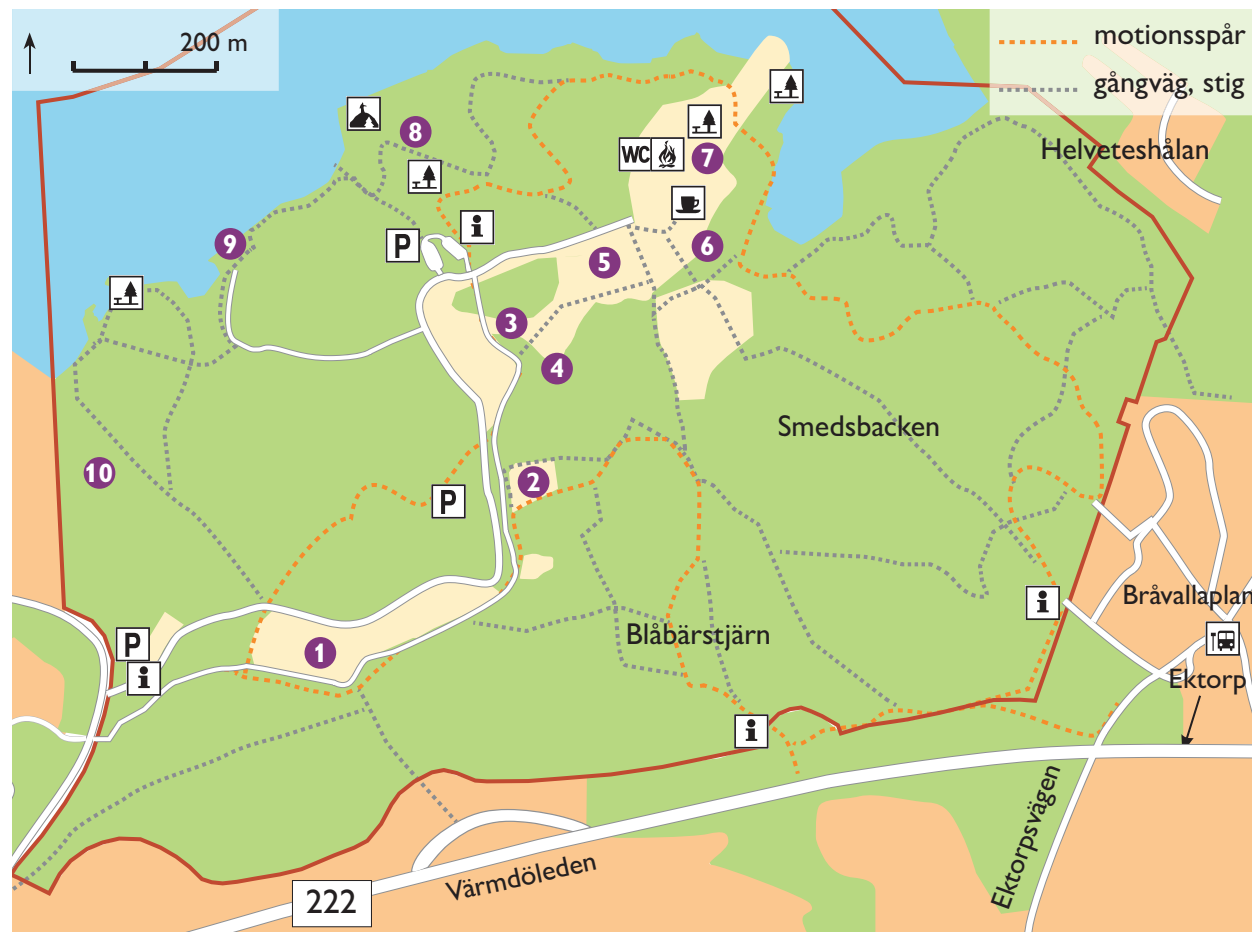 200 m
motionsspår
gångväg, stig
8
Helveteshålan
WC
7
i
P
9
6
5
3
4
Smedsbacken
10
2
P
i
Bråvallaplan
P
1
Blåbärstjärn
i
Ektorp
i
Ektorpsvägen
Värmdöleden
222